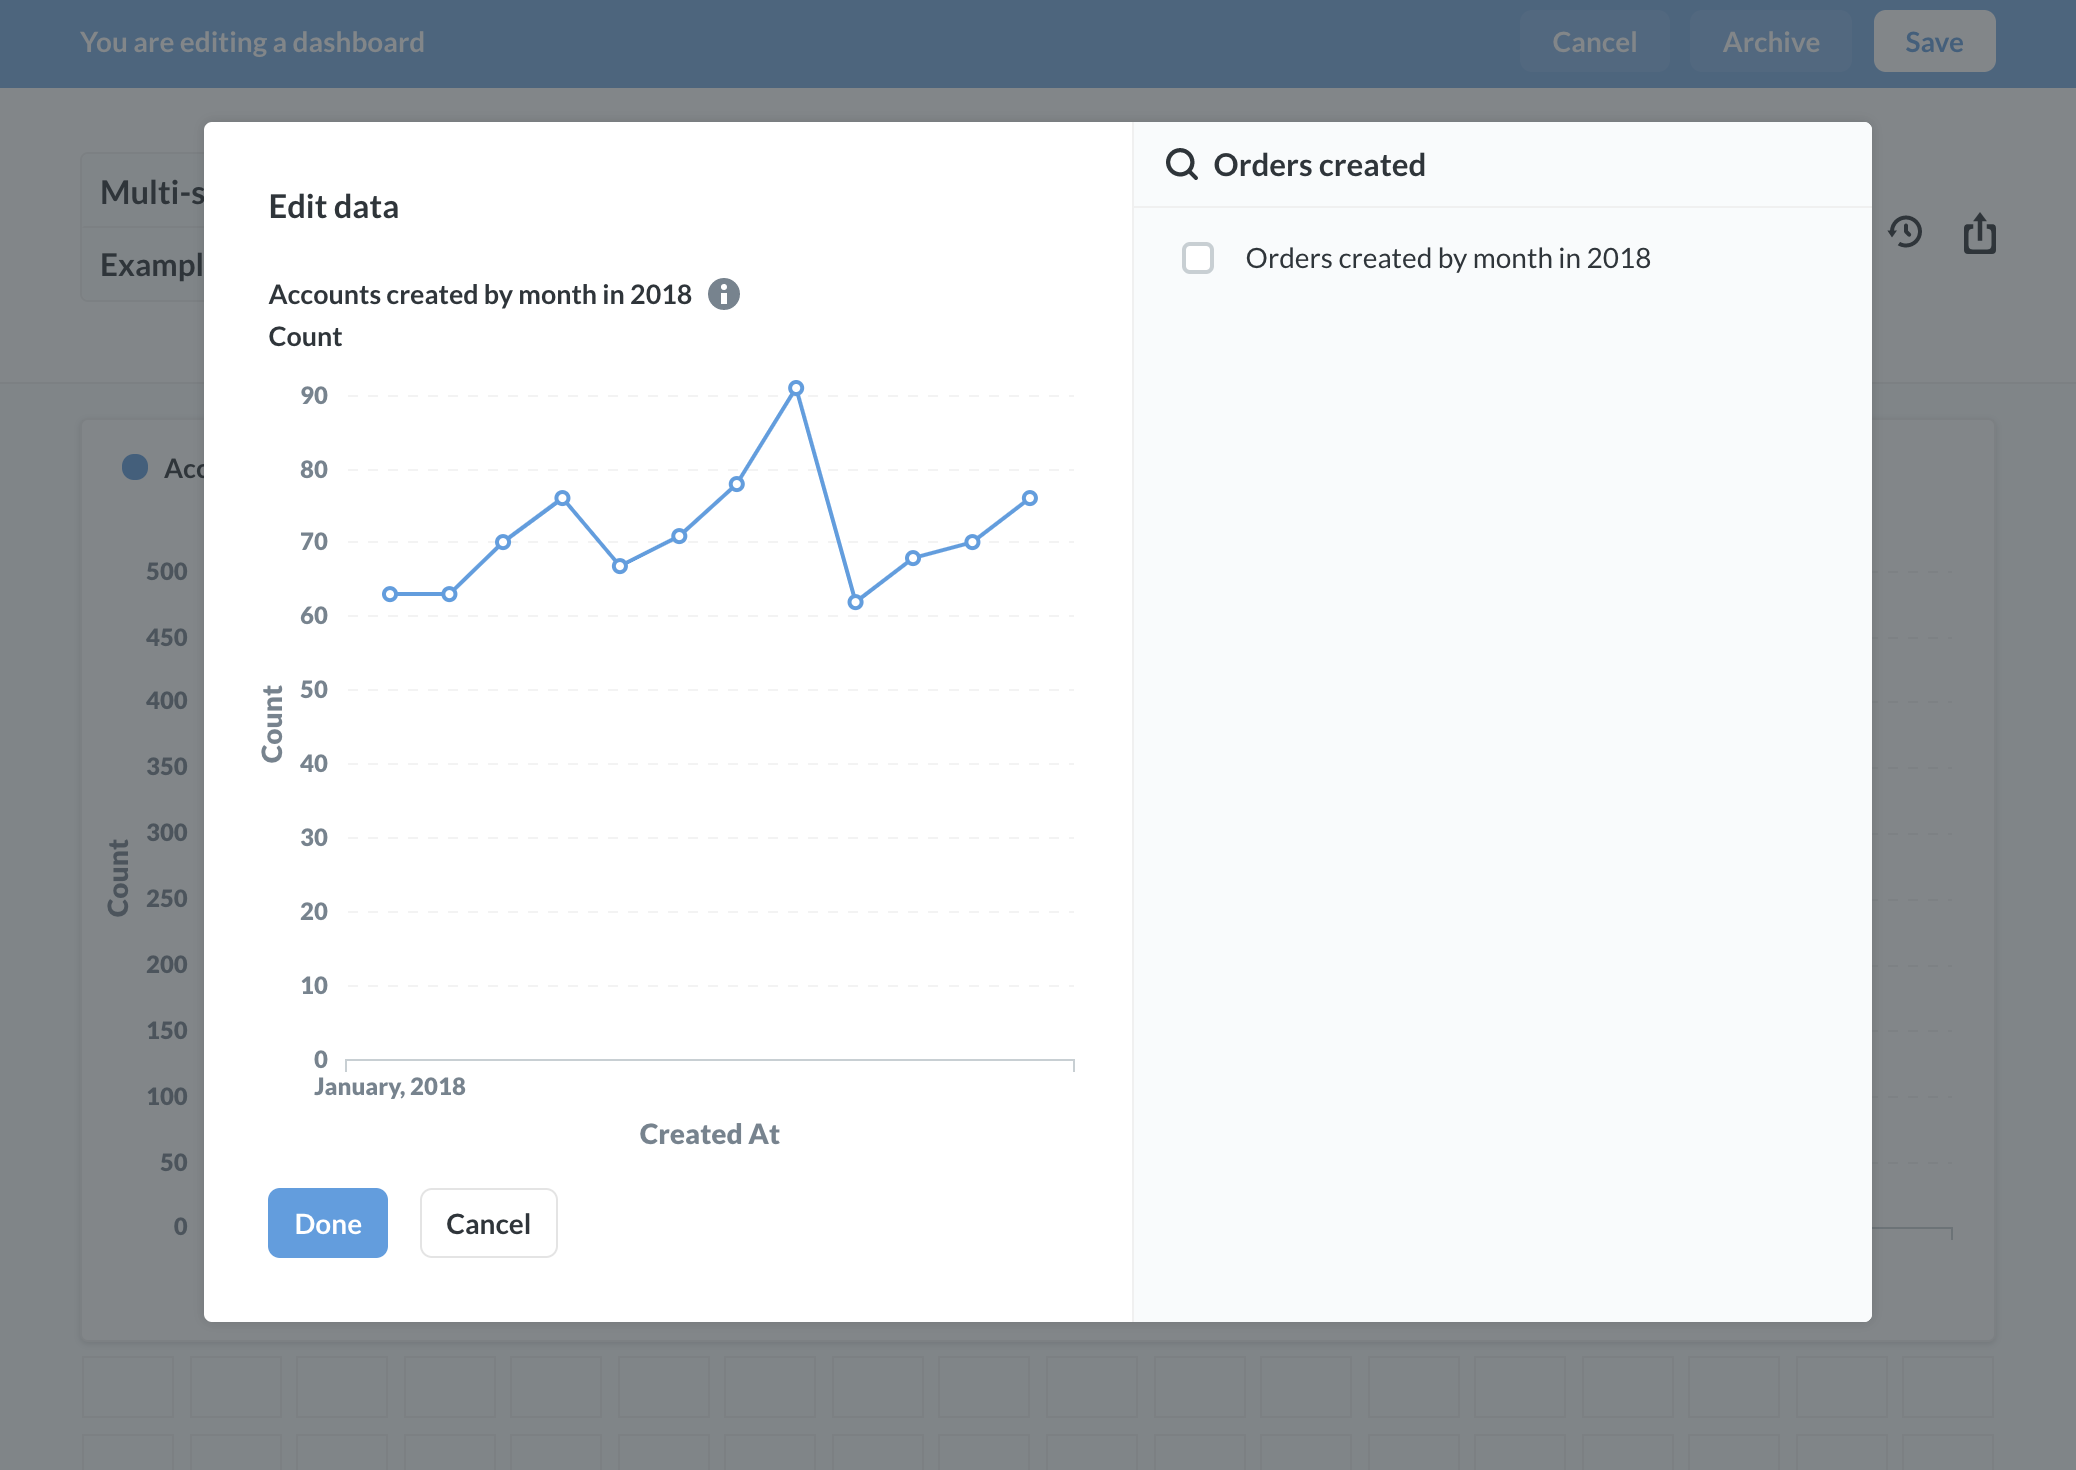 You are editing a dashboard
Cancel
Archive
Save
Multi-s
Exampl
Acc
500
450
400
350
300
250
200
150
100
50
0
Count
Edit data
Accounts created by month in 2018
Count
90
80
70
60
50
40
30
20
10
0
Count
January, 2018
Created At
Done
Cancel
Orders created
Orders created by month in 2018